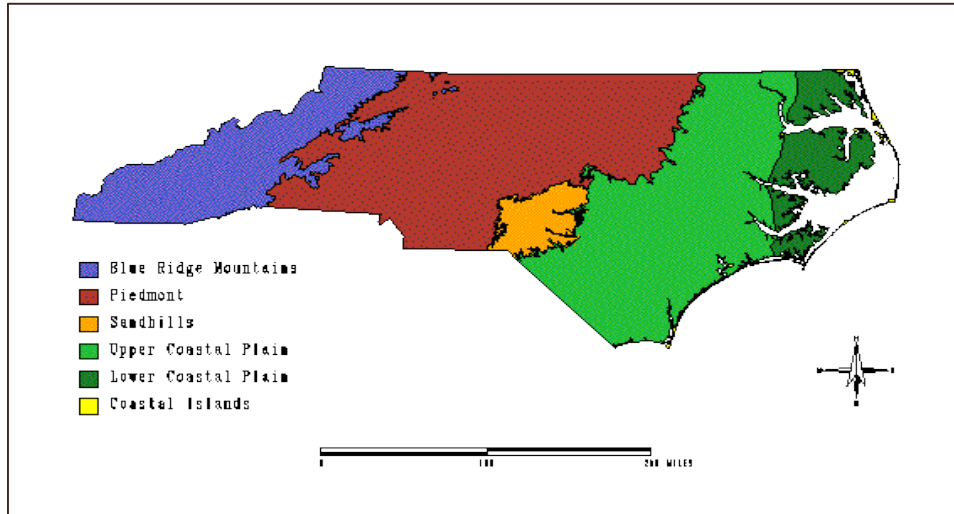 Blue Ridge Mountains
Piedmont
Sandhills
Upper Coastal Plain
Lower Coastal Plain
Coastal Islands
0 100 200 MILES